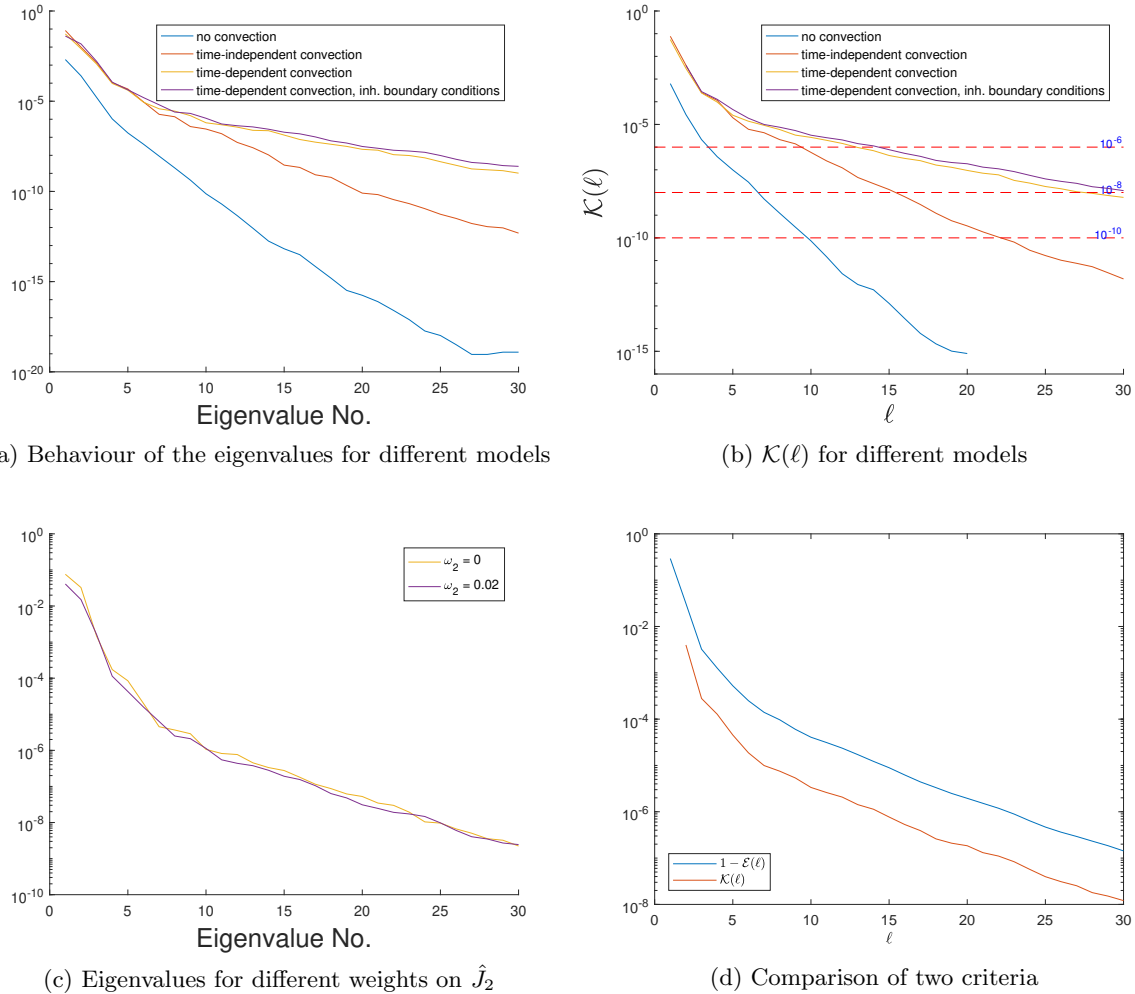 10^0
10^-5
10^-10
10^-15
10^-20
0 5 10 15 20 25 30
Eigenvalue No.
no convection
time-independent convection
time-dependent convection
time-dependent convection, inh. boundary conditions
a) Behaviour of the eigenvalues for different models
10^0
10^-5
10^-10
10^-15
0 5 10 15 20 25 30
𝒦(ℓ)
ℓ
no convection
time-independent convection
time-dependent convection
time-dependent convection, inh. boundary conditions
10^-6
10^-8
10^-10
(b) 𝒦(ℓ) for different models
10^0
10^-2
10^-4
10^-6
10^-8
10^-10
0 5 10 15 20 25 30
Eigenvalue No.
ω_2 = 0
ω_2 = 0.02
(c) Eigenvalues for different weights on Ĵ_2
10^0
10^-2
10^-4
10^-6
10^-8
0 5 10 15 20 25 30
ℓ
1 − ℰ(ℓ)
𝒦(ℓ)
(d) Comparison of two criteria